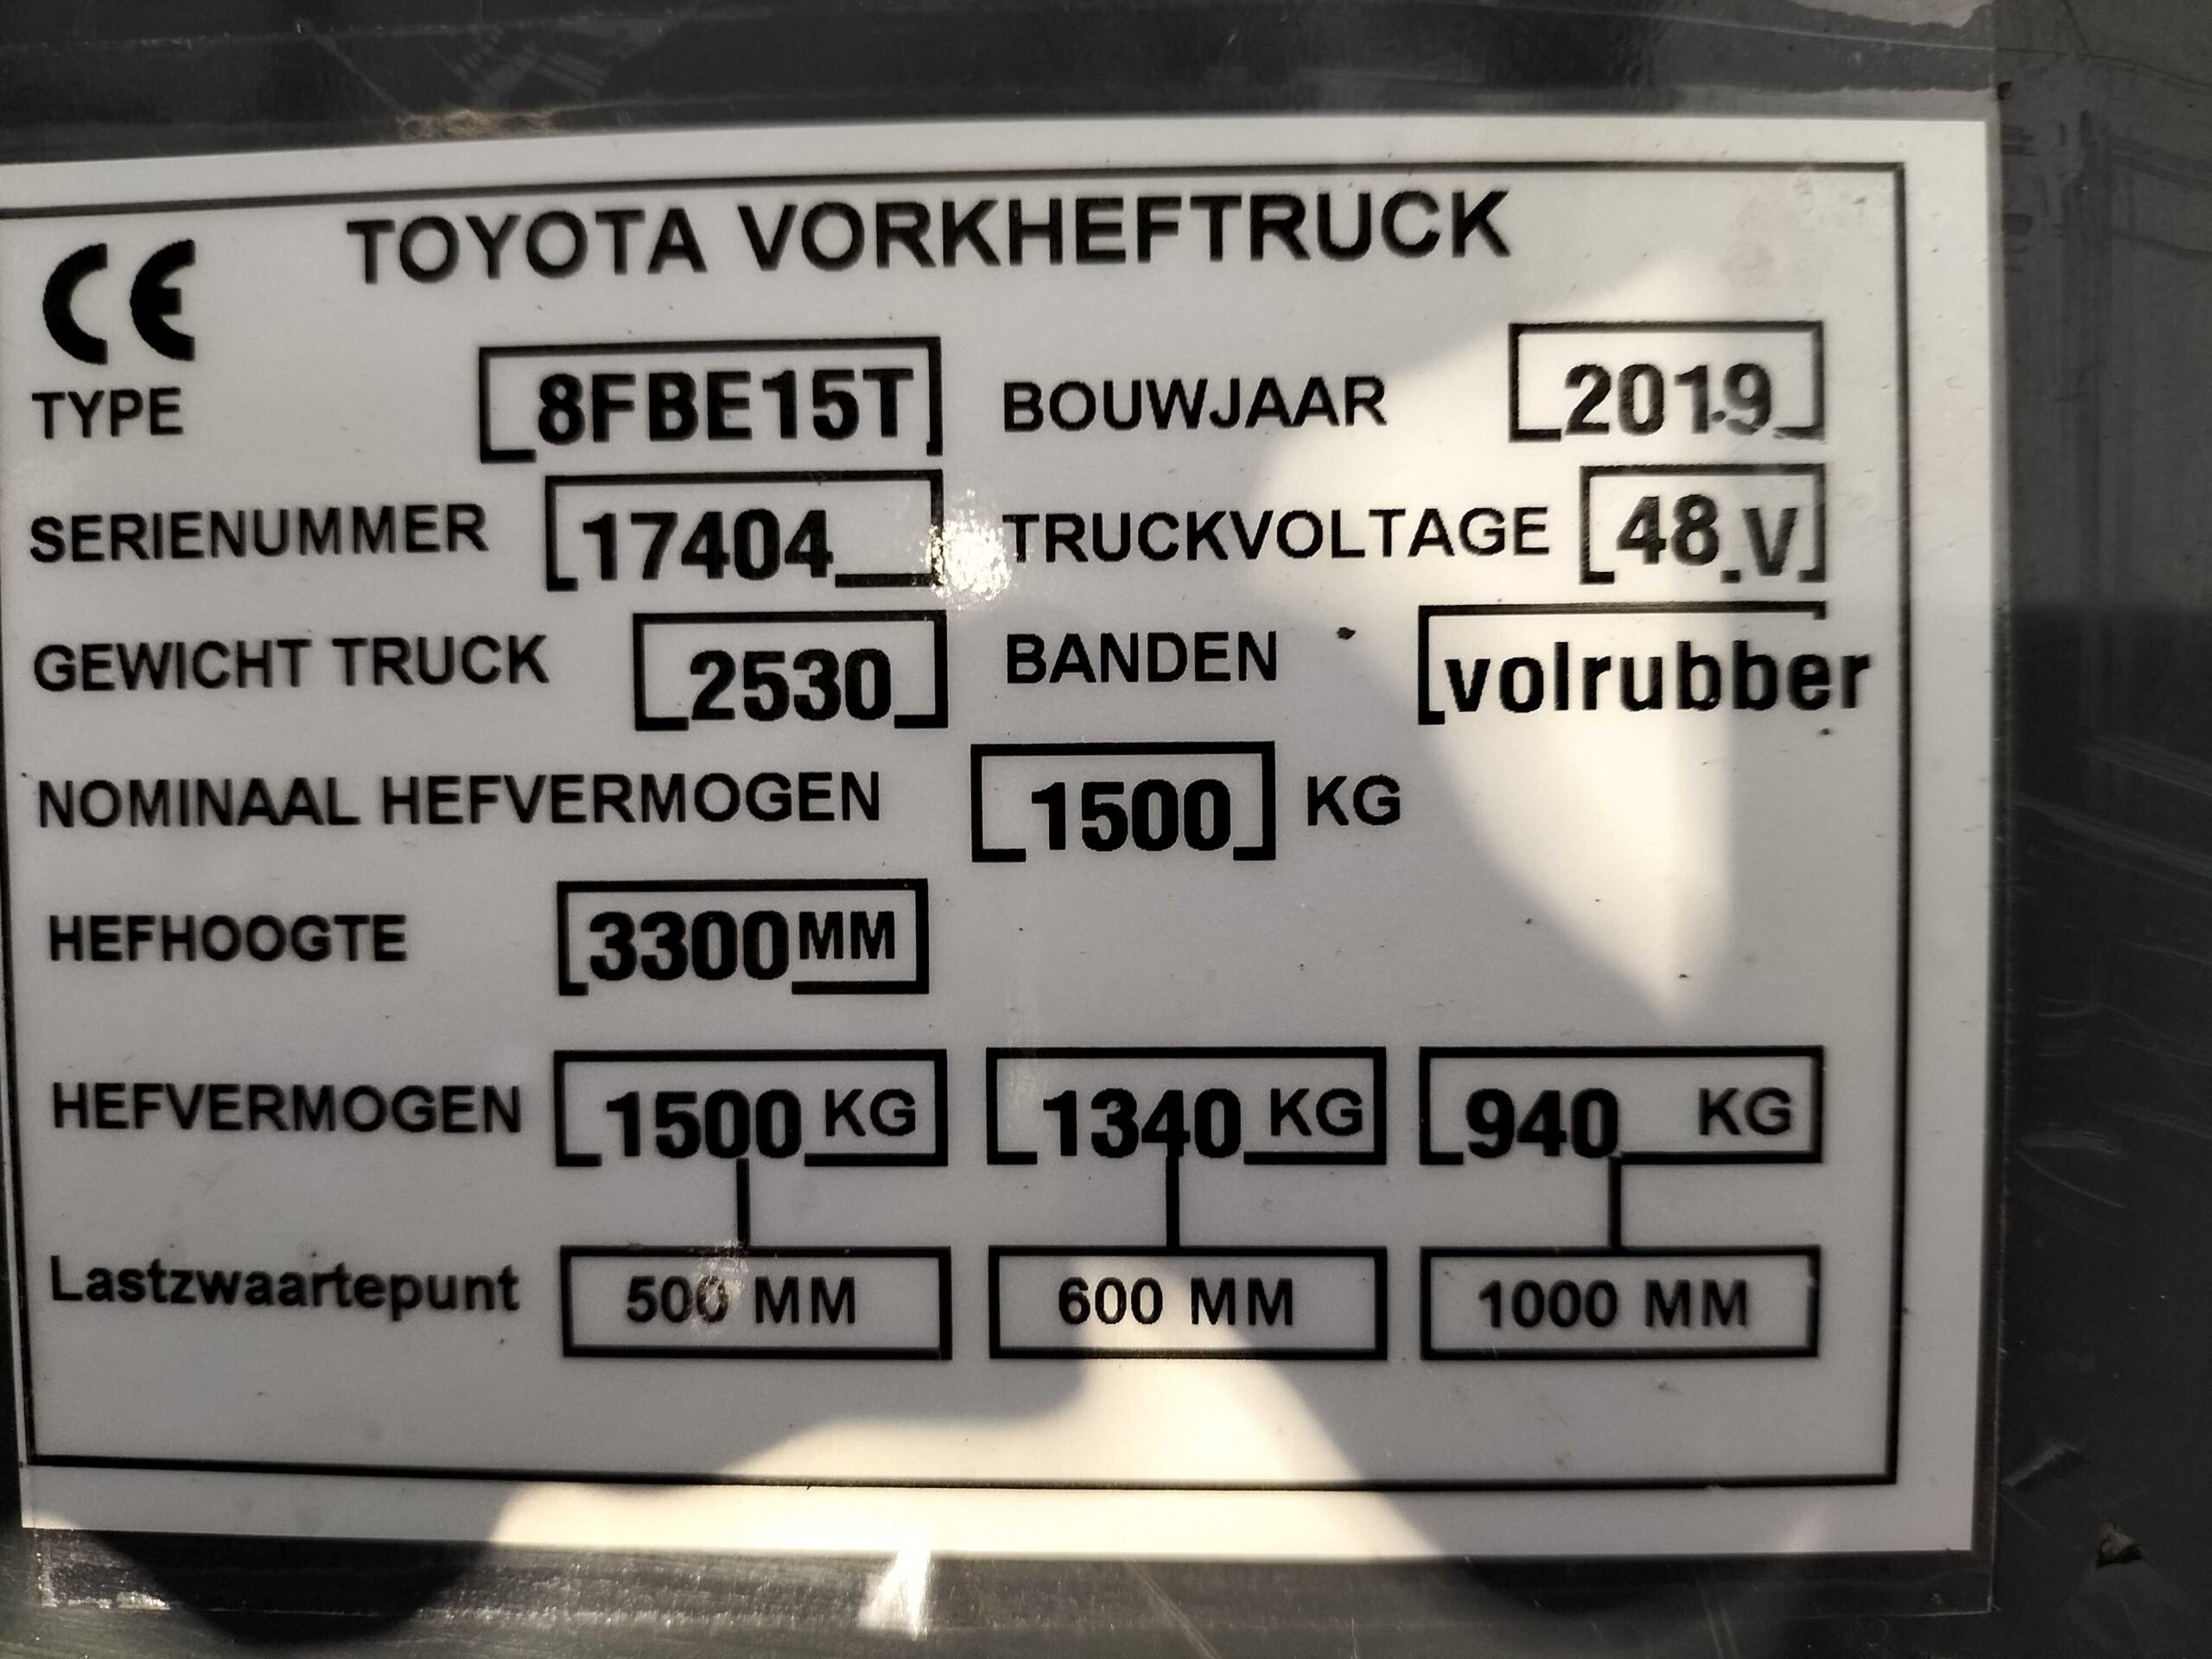 TOYOTA VORKHEFTRUCK
CE
TYPE 8FBE15T BOUWJAAR 2019
SERIENUMMER 17404 TRUCKVOLTAGE 48 V
GEWICHT TRUCK 2530 BANDEN volrubber
NOMINAAL HEFVERMOGEN 1500 KG
HEFHOOGTE 3300 MM
HEFVERMOGEN 1500 KG 1340 KG 940 KG
Lastzwaartepunt 500 MM 600 MM 1000 MM